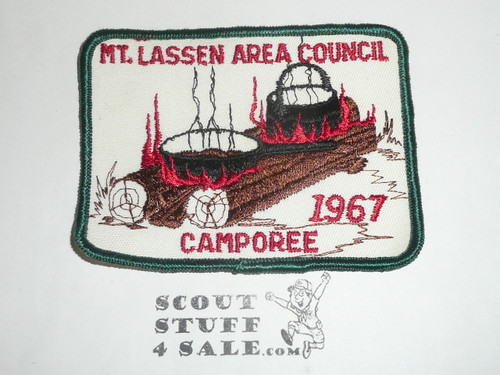 MT. LASSEN AREA COUNCIL
1967
CAMPOREE
SCOUT
STUFF
4 SALE.COM